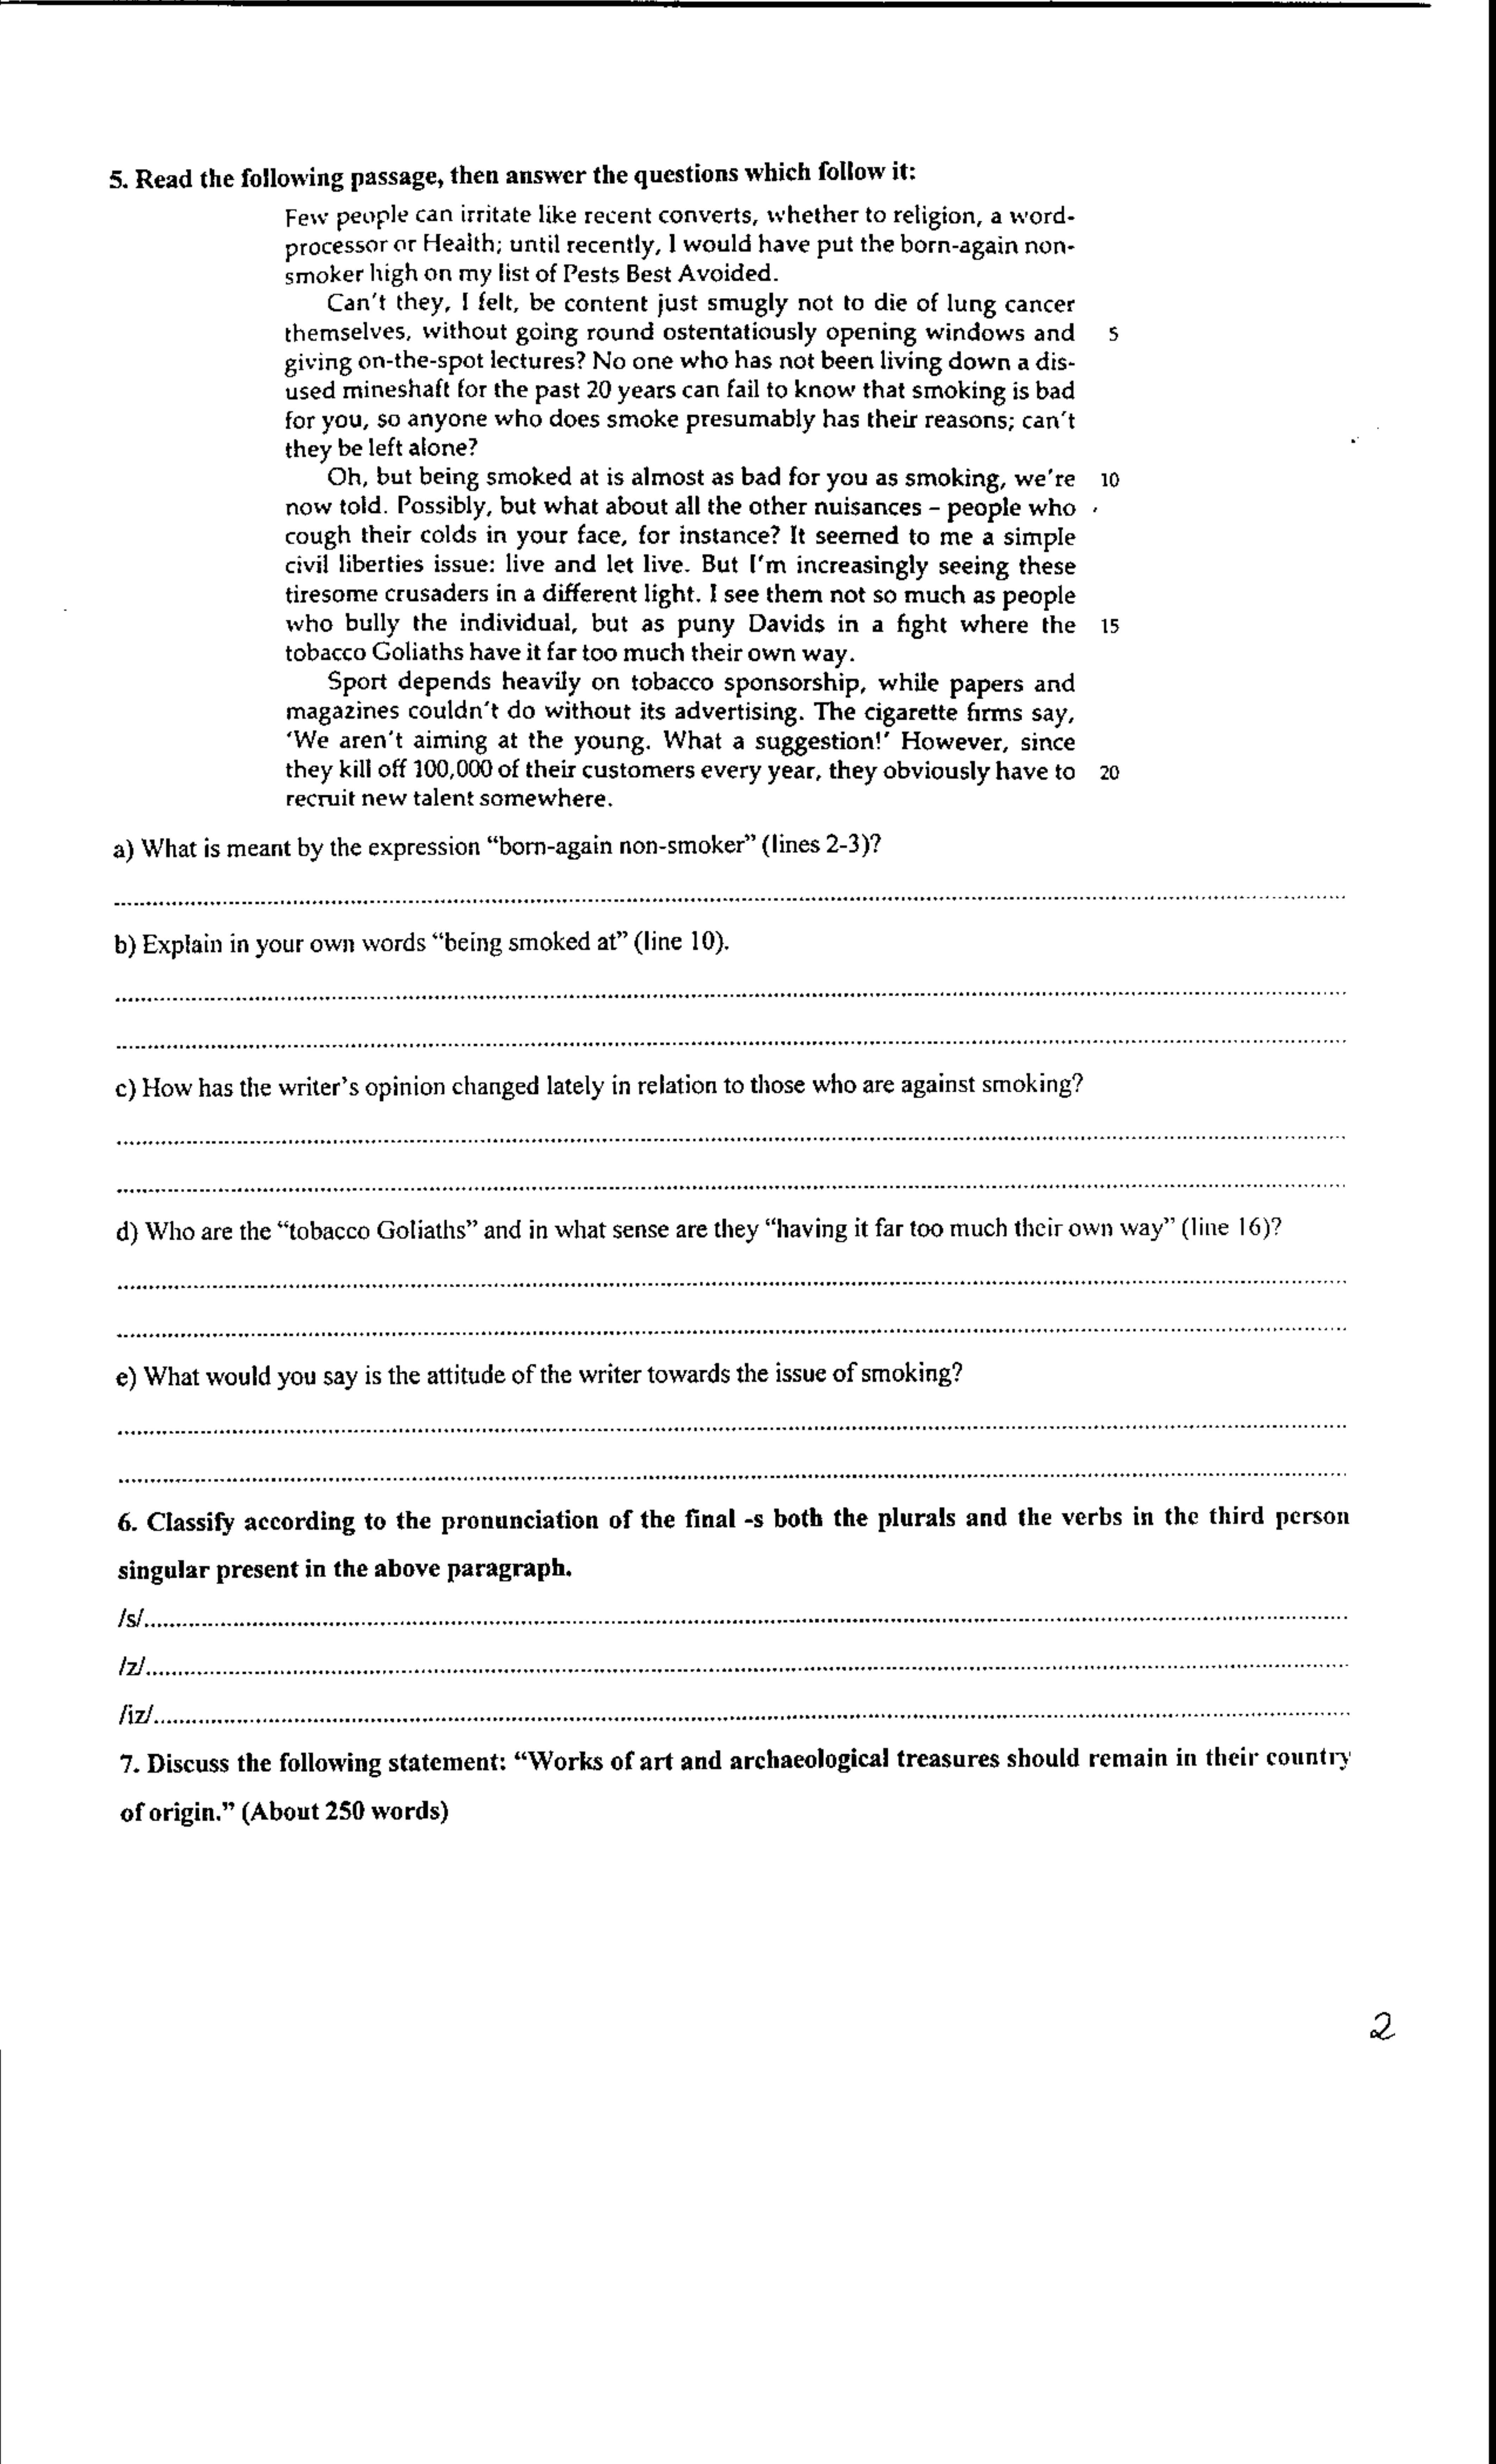 5. Read the following passage, then answer the questions which follow it:
Few people can irritate like recent converts, whether to religion, a word-
processor or Health; until recently, I would have put the born-again non-
smoker high on my list of Pests Best Avoided.
Can't they, I felt, be content just smugly not to die of lung cancer
themselves, without going round ostentatiously opening windows and 5
giving on-the-spot lectures? No one who has not been living down a dis-
used mineshaft for the past 20 years can fail to know that smoking is bad
for you, so anyone who does smoke presumably has their reasons; can't
they be left alone?
Oh, but being smoked at is almost as bad for you as smoking, we're 10
now told. Possibly, but what about all the other nuisances – people who
cough their colds in your face, for instance? It seemed to me a simple
civil liberties issue: live and let live. But I'm increasingly seeing these
tiresome crusaders in a different light. I see them not so much as people
who bully the individual, but as puny Davids in a fight where the 15
tobacco Goliaths have it far too much their own way.
Sport depends heavily on tobacco sponsorship, while papers and
magazines couldn't do without its advertising. The cigarette firms say,
'We aren't aiming at the young. What a suggestion!' However, since
they kill off 100,000 of their customers every year, they obviously have to 20
recruit new talent somewhere.
a) What is meant by the expression “born-again non-smoker” (lines 2-3)?
b) Explain in your own words “being smoked at” (line 10).
c) How has the writer's opinion changed lately in relation to those who are against smoking?
d) Who are the “tobacco Goliaths” and in what sense are they “having it far too much their own way” (line 16)?
e) What would you say is the attitude of the writer towards the issue of smoking?
6. Classify according to the pronunciation of the final -s both the plurals and the verbs in the third person
singular present in the above paragraph.
/s/
/z/
/iz/
7. Discuss the following statement: “Works of art and archaeological treasures should remain in their country
of origin.” (About 250 words)
2